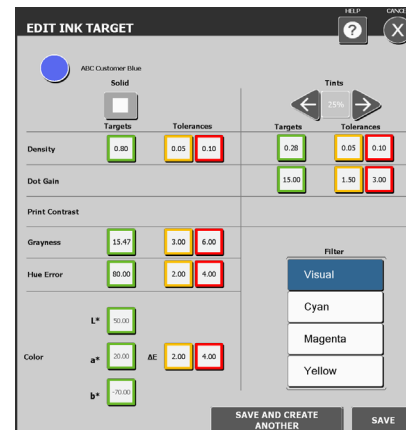 HELP CANCE
EDIT INK TARGET ? X
ABC Customer Blue
Solid Tints
25%
Targets Tolerances Targets Tolerances
Density 0.80 0.05 0.10 0.28 0.05 0.10
Dot Gain 15.00 1.50 3.00
Print Contrast
Grayness 15.47 3.00 6.00
Filter
Hue Error 80.00 2.00 4.00 Visual
Cyan
L* 50.00
Magenta
Color a* 20.00 ΔE 2.00 4.00
Yellow
b* -70.00
SAVE AND CREATE
ANOTHER SAVE